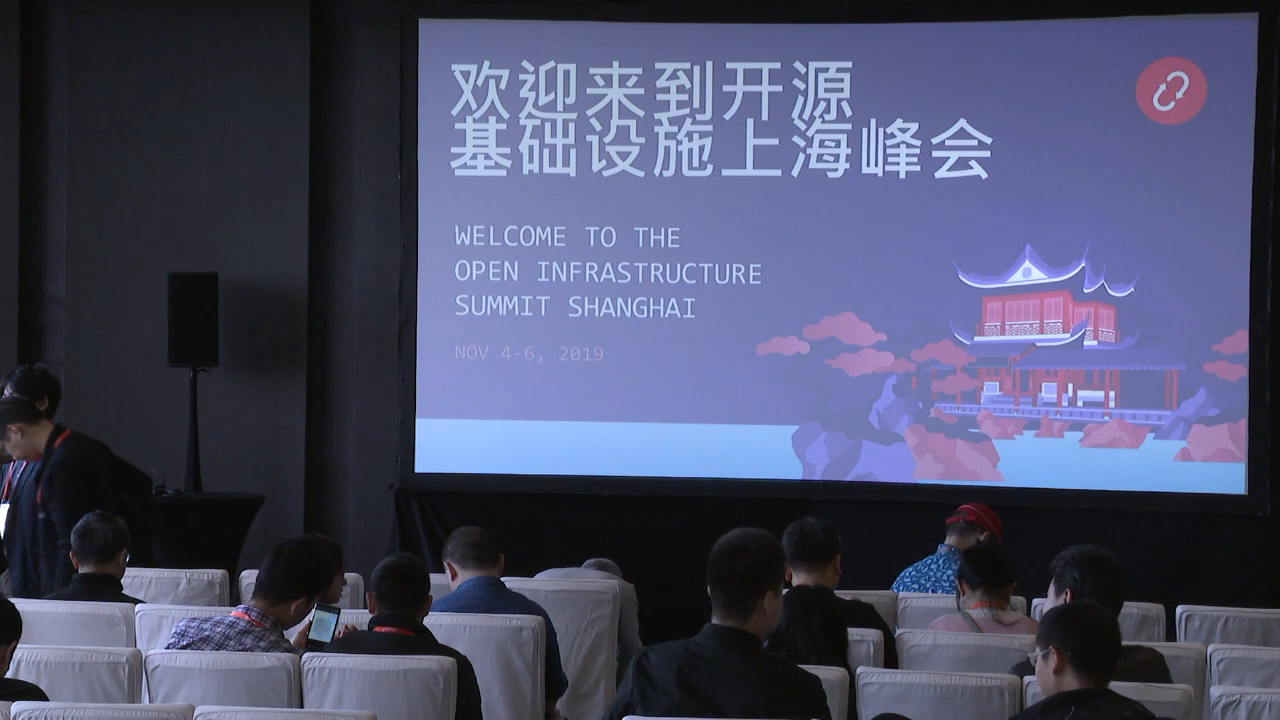 欢迎来到开源
基础设施上海峰会
WELCOME TO THE
OPEN INFRASTRUCTURE
SUMMIT SHANGHAI
NOV 4-6, 2019